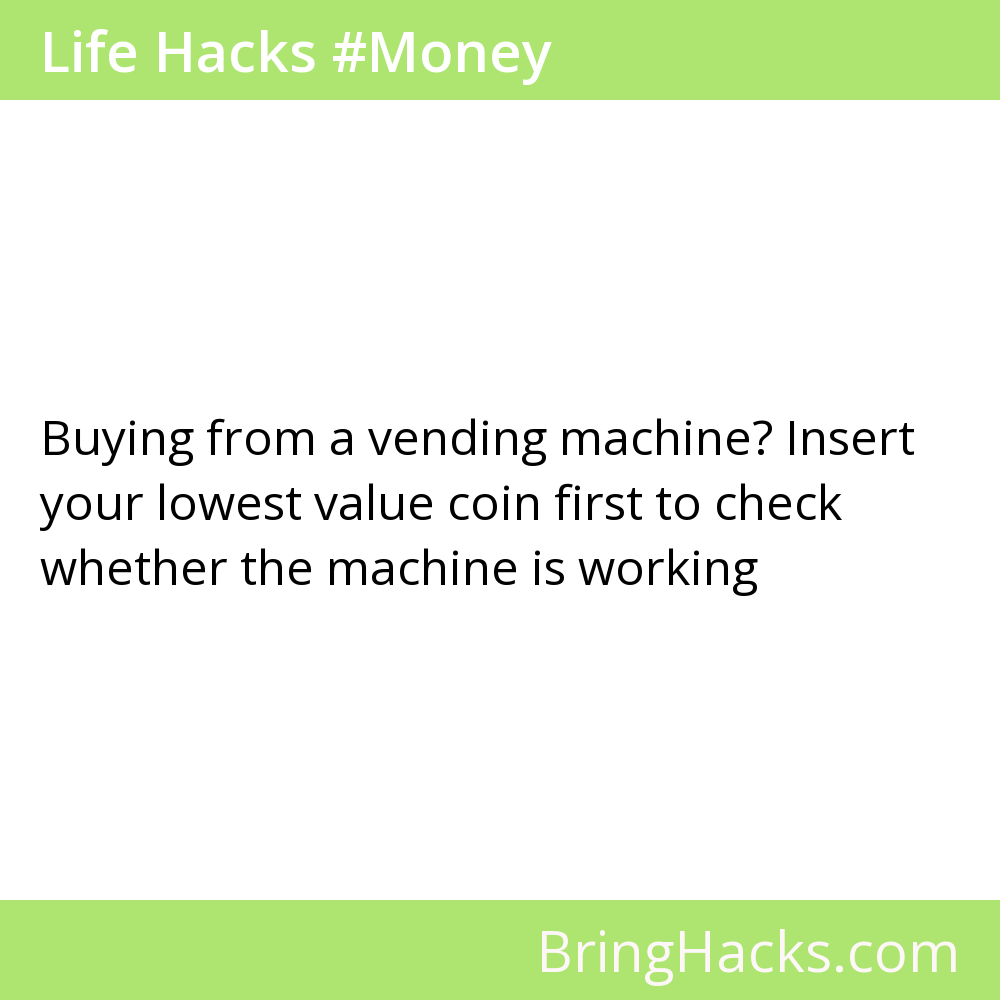 Life Hacks #Money
Buying from a vending machine? Insert
your lowest value coin first to check
whether the machine is working
BringHacks.com